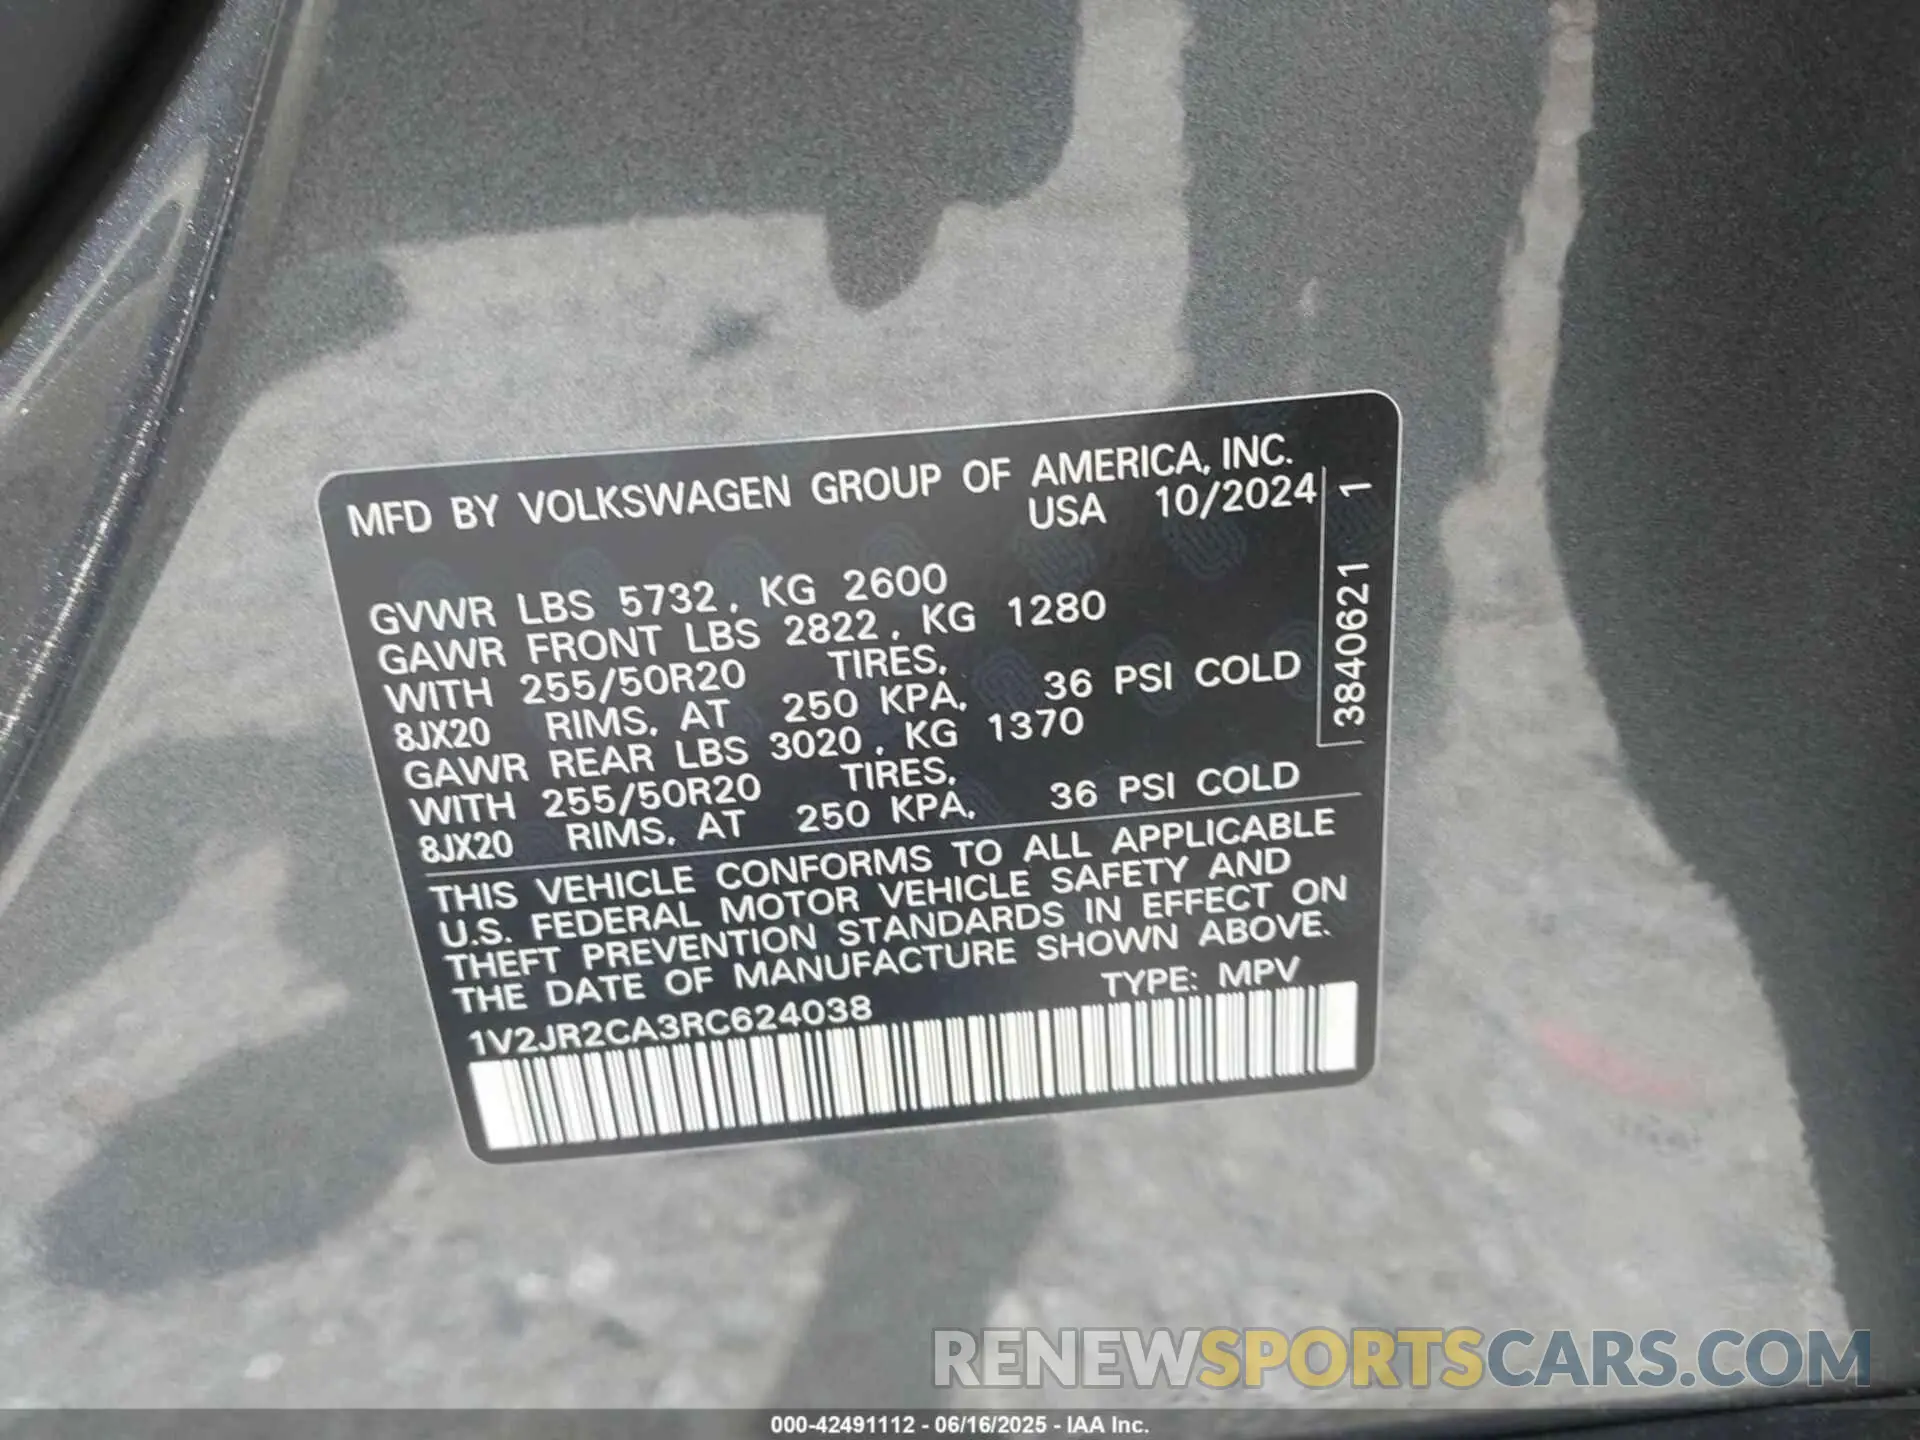 MFD BY VOLKSWAGEN GROUP OF AMERICA, INC.
USA 10/2024
GVWR LBS 5732, KG 2600
GAWR FRONT LBS 2822, KG 1280
WITH 255/50R20 TIRES,
8JX20 RIMS, AT 250 KPA, 36 PSI COLD
GAWR REAR LBS 3020, KG 1370
WITH 255/50R20 TIRES,
8JX20 RIMS, AT 250 KPA, 36 PSI COLD
THIS VEHICLE CONFORMS TO ALL APPLICABLE
U.S. FEDERAL MOTOR VEHICLE SAFETY AND
THEFT PREVENTION STANDARDS IN EFFECT ON
THE DATE OF MANUFACTURE SHOWN ABOVE.
TYPE: MPV
1V2JR2CA3RC624038
3840621 1
RENEWSPORTSCARS.COM
000-42491112 - 06/16/2025 - IAA Inc.